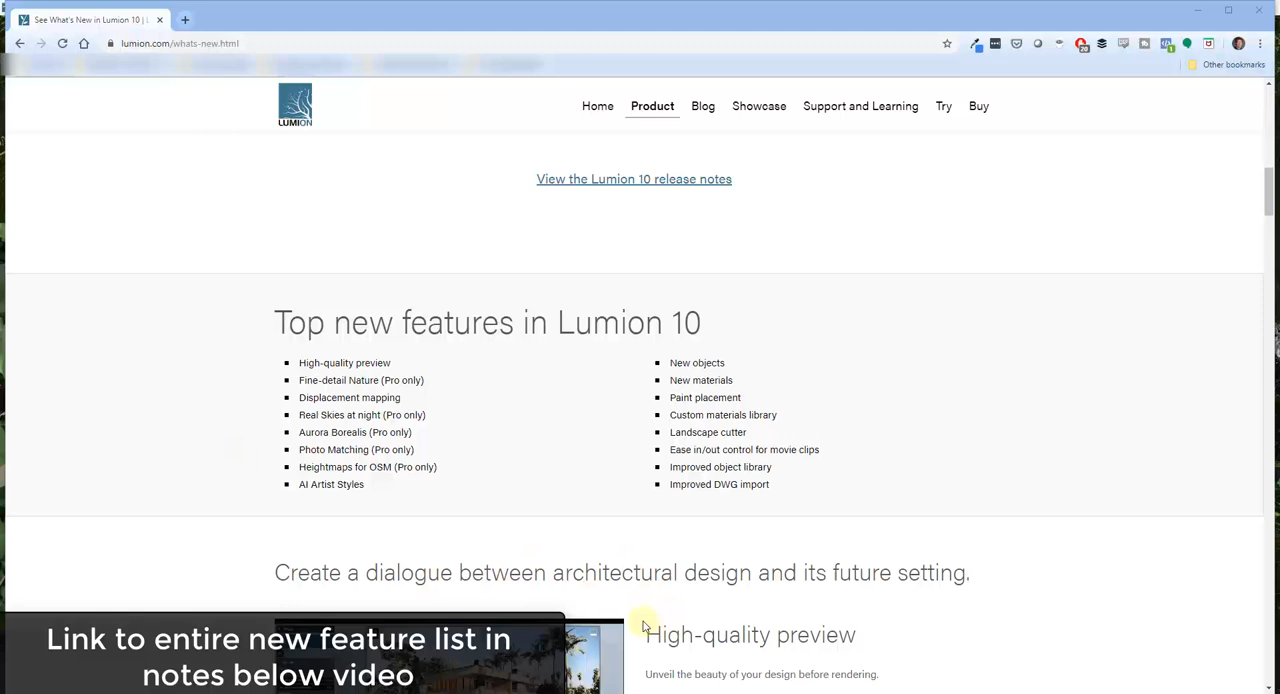 See What's New in Lumion 10 | L
lumion.com/whats-new.html
20
1
Other bookmarks
LUMION
Home
Product
Blog
Showcase
Support and Learning
Try
Buy
View the Lumion 10 release notes
Top new features in Lumion 10
High-quality preview
Fine-detail Nature (Pro only)
Displacement mapping
Real Skies at night (Pro only)
Aurora Borealis (Pro only)
Photo Matching (Pro only)
Heightmaps for OSM (Pro only)
AI Artist Styles
New objects
New materials
Paint placement
Custom materials library
Landscape cutter
Ease in/out control for movie clips
Improved object library
Improved DWG import
Create a dialogue between architectural design and its future setting.
High-quality preview
Unveil the beauty of your design before rendering.
Link to entire new feature list in
notes below video